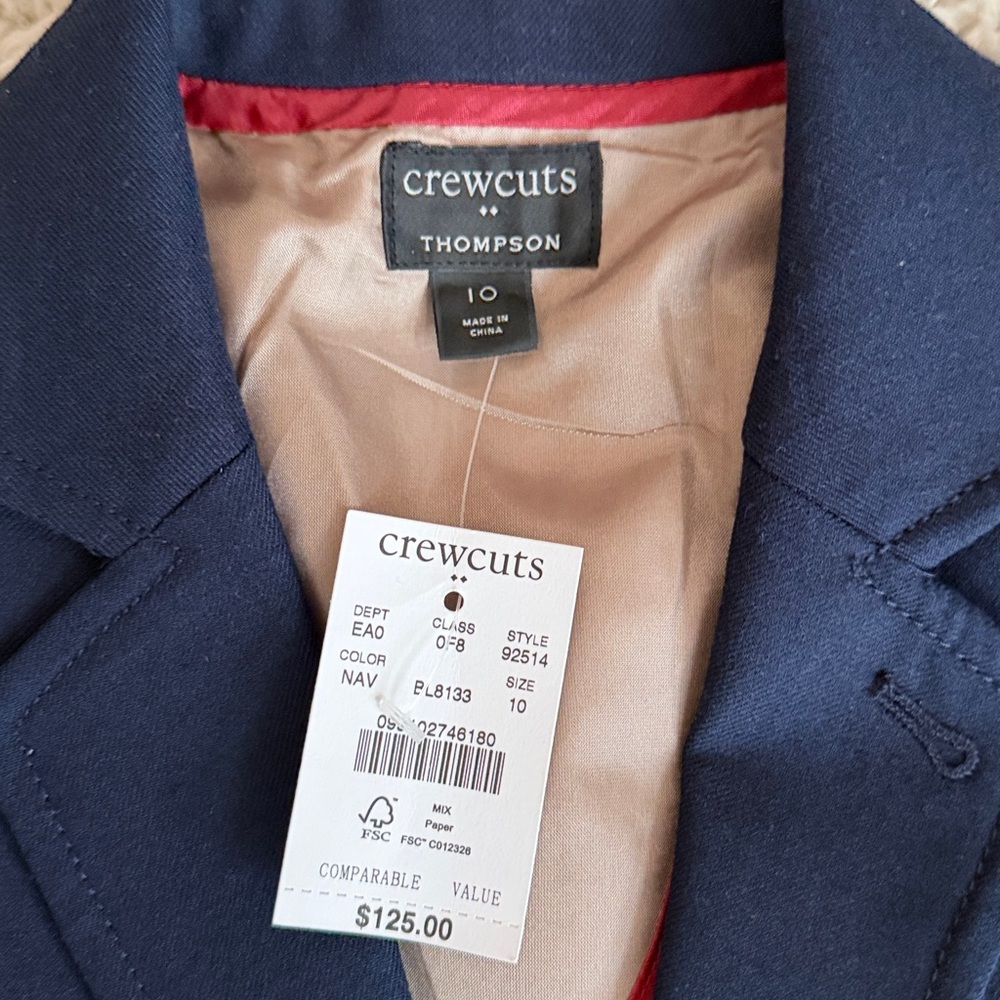 crewcuts
THOMPSON
10
MADE IN
CHINA
crewcuts
DEPT CLASS STYLE
EA0 0F8 92514
COLOR SIZE
NAV BL8133 10
MIX
Paper
FSC FSC™ C012326
COMPARABLE VALUE
$125.00